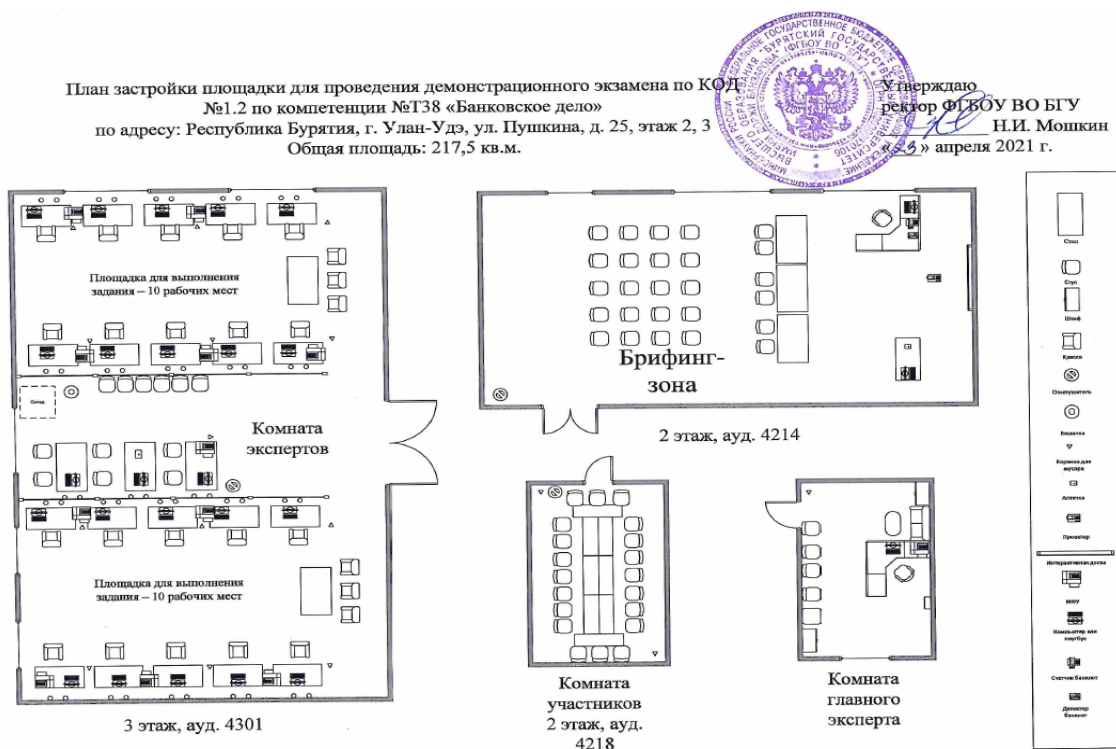 План застройки площадки для проведения демонстрационного экзамена по КОД
№1.2 по компетенции №Т38 «Банковское дело»
по адресу: Республика Бурятия, г. Улан-Удэ, ул. Пушкина, д. 25, этаж 2, 3
Общая площадь: 217,5 кв.м.
Утверждаю
ректор ФГБОУ ВО БГУ
Н.И. Мошкин
«23» апреля 2021 г.
Площадка для выполнения
задания – 10 рабочих мест
Склад
Комната
экспертов
Площадка для выполнения
задания – 10 рабочих мест
3 этаж, ауд. 4301
Брифинг-
зона
2 этаж, ауд. 4214
Комната
участников
2 этаж, ауд.
4218
Комната
главного
эксперта
Стол
Стул
Шкаф
Кресло
Огнетушитель
Вешалка
Корзина для
мусора
Аптечка
Проектор
Интерактивная доска
МФУ
Компьютер или
ноутбук
Счетчик банкнот
Детектор
банкнот